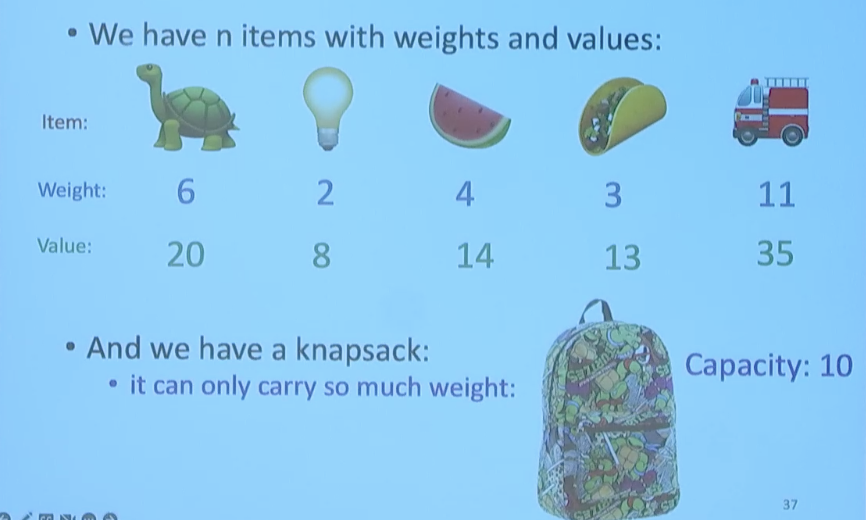 • We have n items with weights and values:
Item:
Weight: 6 2 4 3 11
Value: 20 8 14 13 35
• And we have a knapsack:
• it can only carry so much weight:
Capacity: 10
37